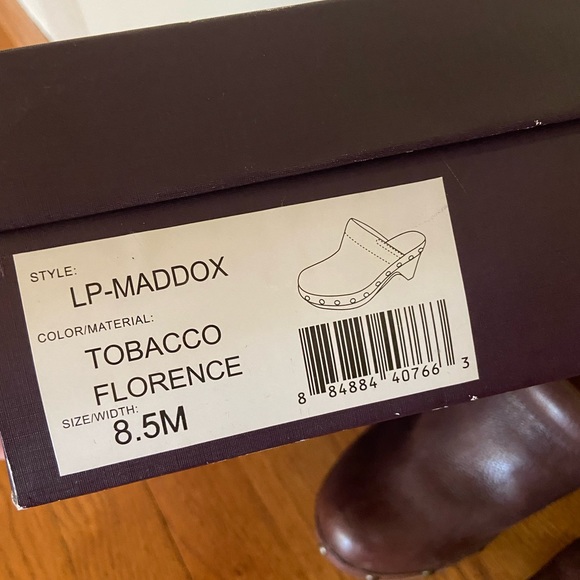 STYLE:
LP-MADDOX
COLOR/MATERIAL:
TOBACCO
FLORENCE
SIZE/WIDTH:
8.5M
8 84884 40766 3